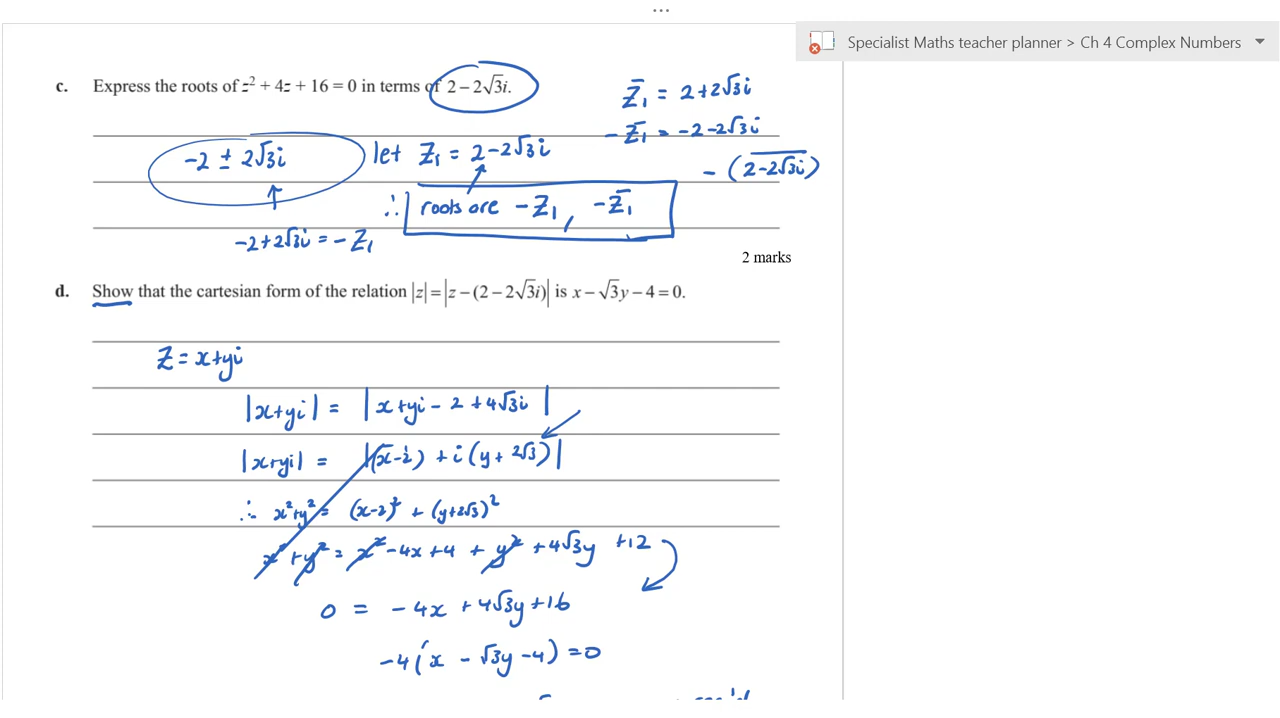 ...
Specialist Maths teacher planner > Ch 4 Complex Numbers
c. Express the roots of z² + 4z + 16 = 0 in terms of 2 − 2√3i.
z̄₁ = 2+2√3i
− z̄₁ = −2−2√3i
− (2−2√3i)‾
−2 ± 2√3i
let z₁ = 2−2√3i
∴ roots are −z₁, −z̄₁
−2+2√3i = −z₁
2 marks
d. Show that the cartesian form of the relation |z| = |z − (2 − 2√3i)| is x − √3y − 4 = 0.
z = x+yi
|x+yi| = |x+yi − 2 + 4√3i|
|x+yi| = |(x−2) + i(y+ 2√3)|
∴ x²+y² = (x−2)² + (y+2√3)²
x² + y² = x² −4x +4 + y² +4√3y +12
0 = −4x +4√3y +16
−4(x − √3y −4) = 0